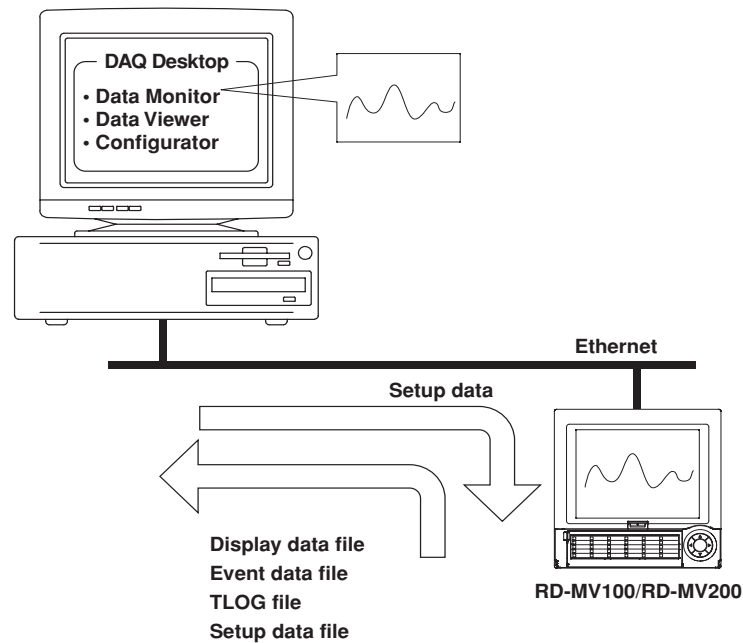 DAQ Desktop
• Data Monitor
• Data Viewer
• Configurator
Ethernet
Setup data
Display data file
Event data file
TLOG file
Setup data file
RD-MV100/RD-MV200